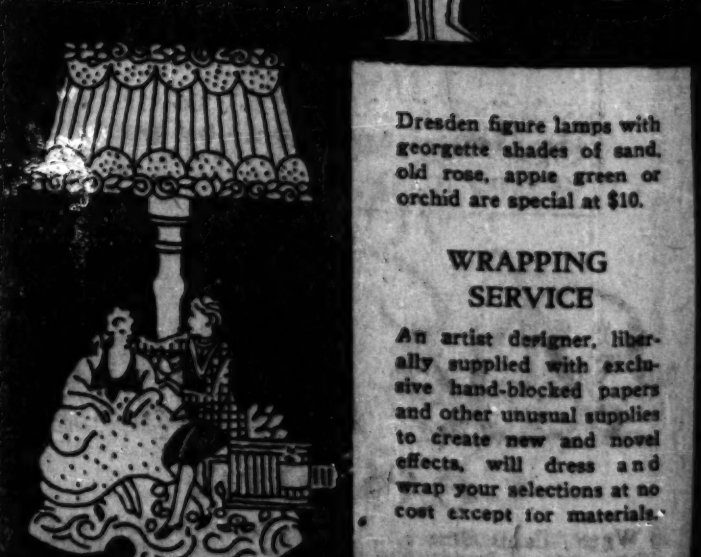 Dresden figure lamps with
georgette shades of sand,
old rose, apple green or
orchid are special at $10.
WRAPPING
SERVICE
An artist designer, liber-
ally supplied with exclu-
sive hand-blocked papers
and other unusual supplies
to create new and novel
effects, will dress and
wrap your selections at no
cost except for materials.